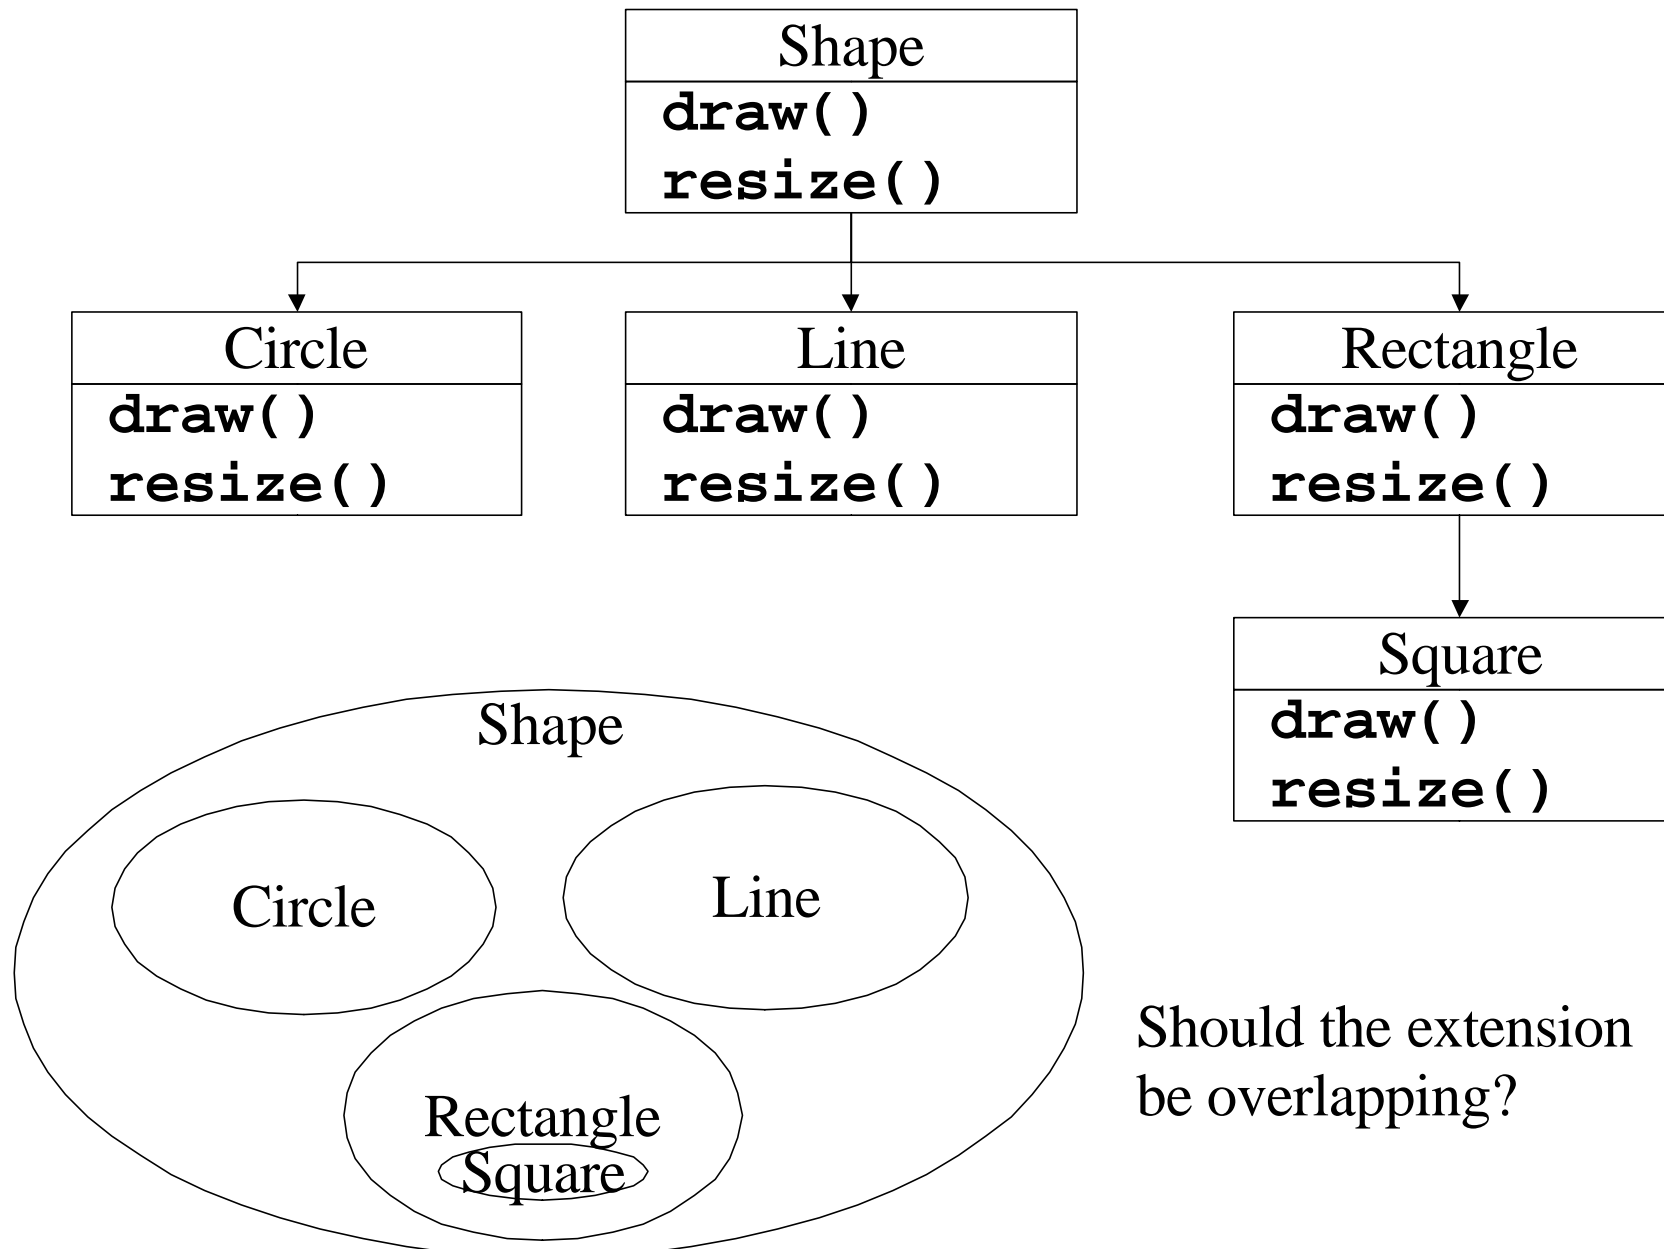 Shape
draw()
resize()
Circle
draw()
resize()
Line
draw()
resize()
Rectangle
draw()
resize()
Square
draw()
resize()
Shape
Circle
Line
Rectangle
Square
Should the extension
be overlapping?